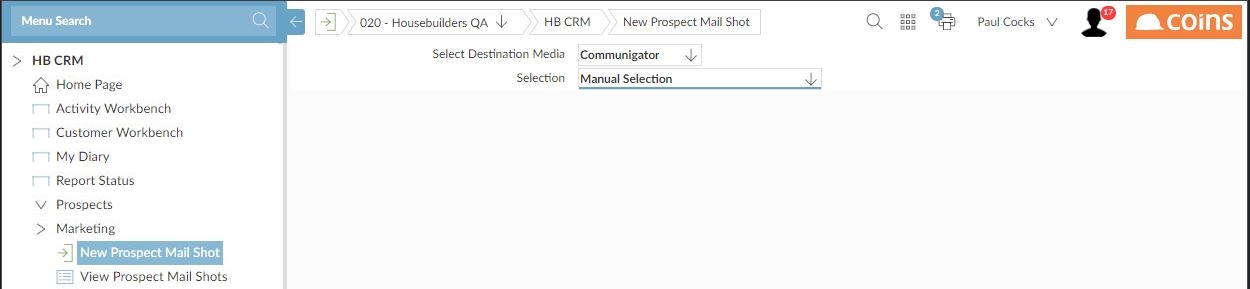 Menu Search
020 - Housebuilders QA
HB CRM
New Prospect Mail Shot
2
Paul Cocks
17
coins
Select Destination Media Communigator
Selection Manual Selection
HB CRM
Home Page
Activity Workbench
Customer Workbench
My Diary
Report Status
Prospects
Marketing
New Prospect Mail Shot
View Prospect Mail Shots